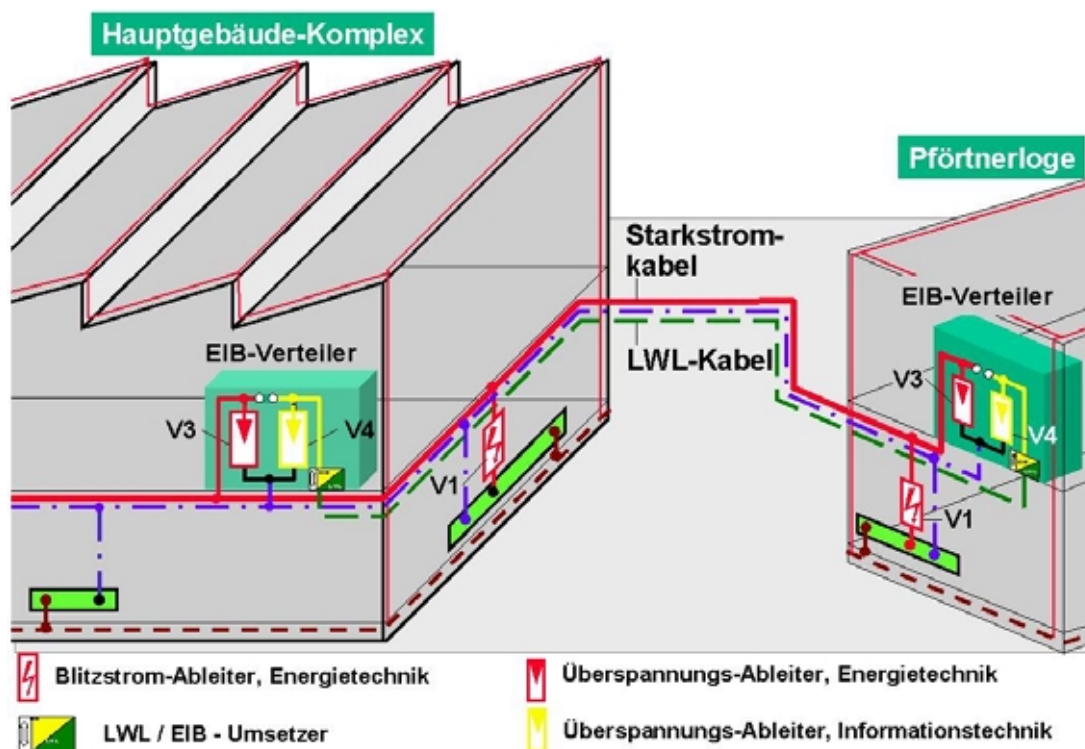 Hauptgebäude-Komplex
Pförtnerloge
Starkstrom-
kabel
EIB-Verteiler
LWL-Kabel
EIB-Verteiler
V3
V3
V4
V4
V1
V1
Blitzstrom-Ableiter, Energietechnik
Überspannungs-Ableiter, Energietechnik
LWL / EIB - Umsetzer
Überspannungs-Ableiter, Informationstechnik